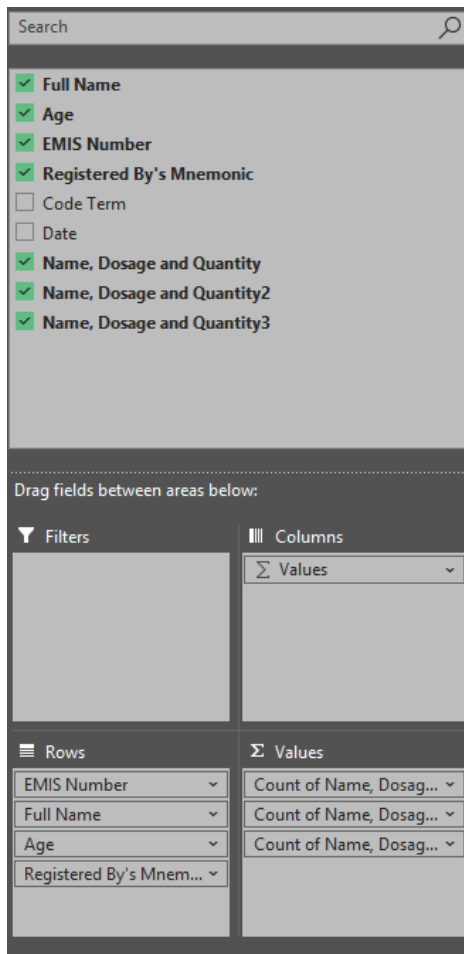 Search
Full Name
Age
EMIS Number
Registered By's Mnemonic
Code Term
Date
Name, Dosage and Quantity
Name, Dosage and Quantity2
Name, Dosage and Quantity3
Drag fields between areas below:
Filters
Columns
Σ Values
Rows
EMIS Number
Full Name
Age
Registered By's Mnem...
Σ Values
Count of Name, Dosag...
Count of Name, Dosag...
Count of Name, Dosag...